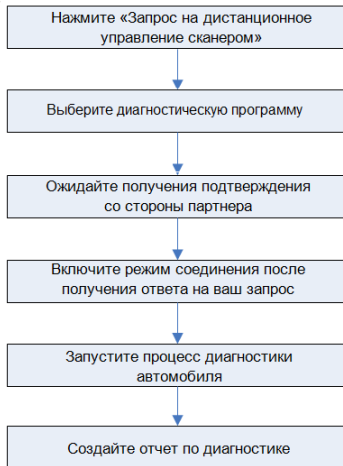 Нажмите «Запрос на дистанционное
управление сканером»
Выберите диагностическую программу
Ожидайте получения подтверждения
со стороны партнера
Включите режим соединения после
получения ответа на ваш запрос
Запустите процесс диагностики
автомобиля
Создайте отчет по диагностике